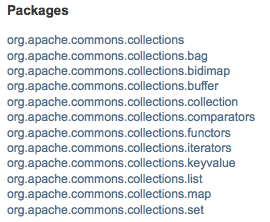 Packages
org.apache.commons.collections
org.apache.commons.collections.bag
org.apache.commons.collections.bidimap
org.apache.commons.collections.buffer
org.apache.commons.collections.collection
org.apache.commons.collections.comparators
org.apache.commons.collections.functors
org.apache.commons.collections.iterators
org.apache.commons.collections.keyvalue
org.apache.commons.collections.list
org.apache.commons.collections.map
org.apache.commons.collections.set